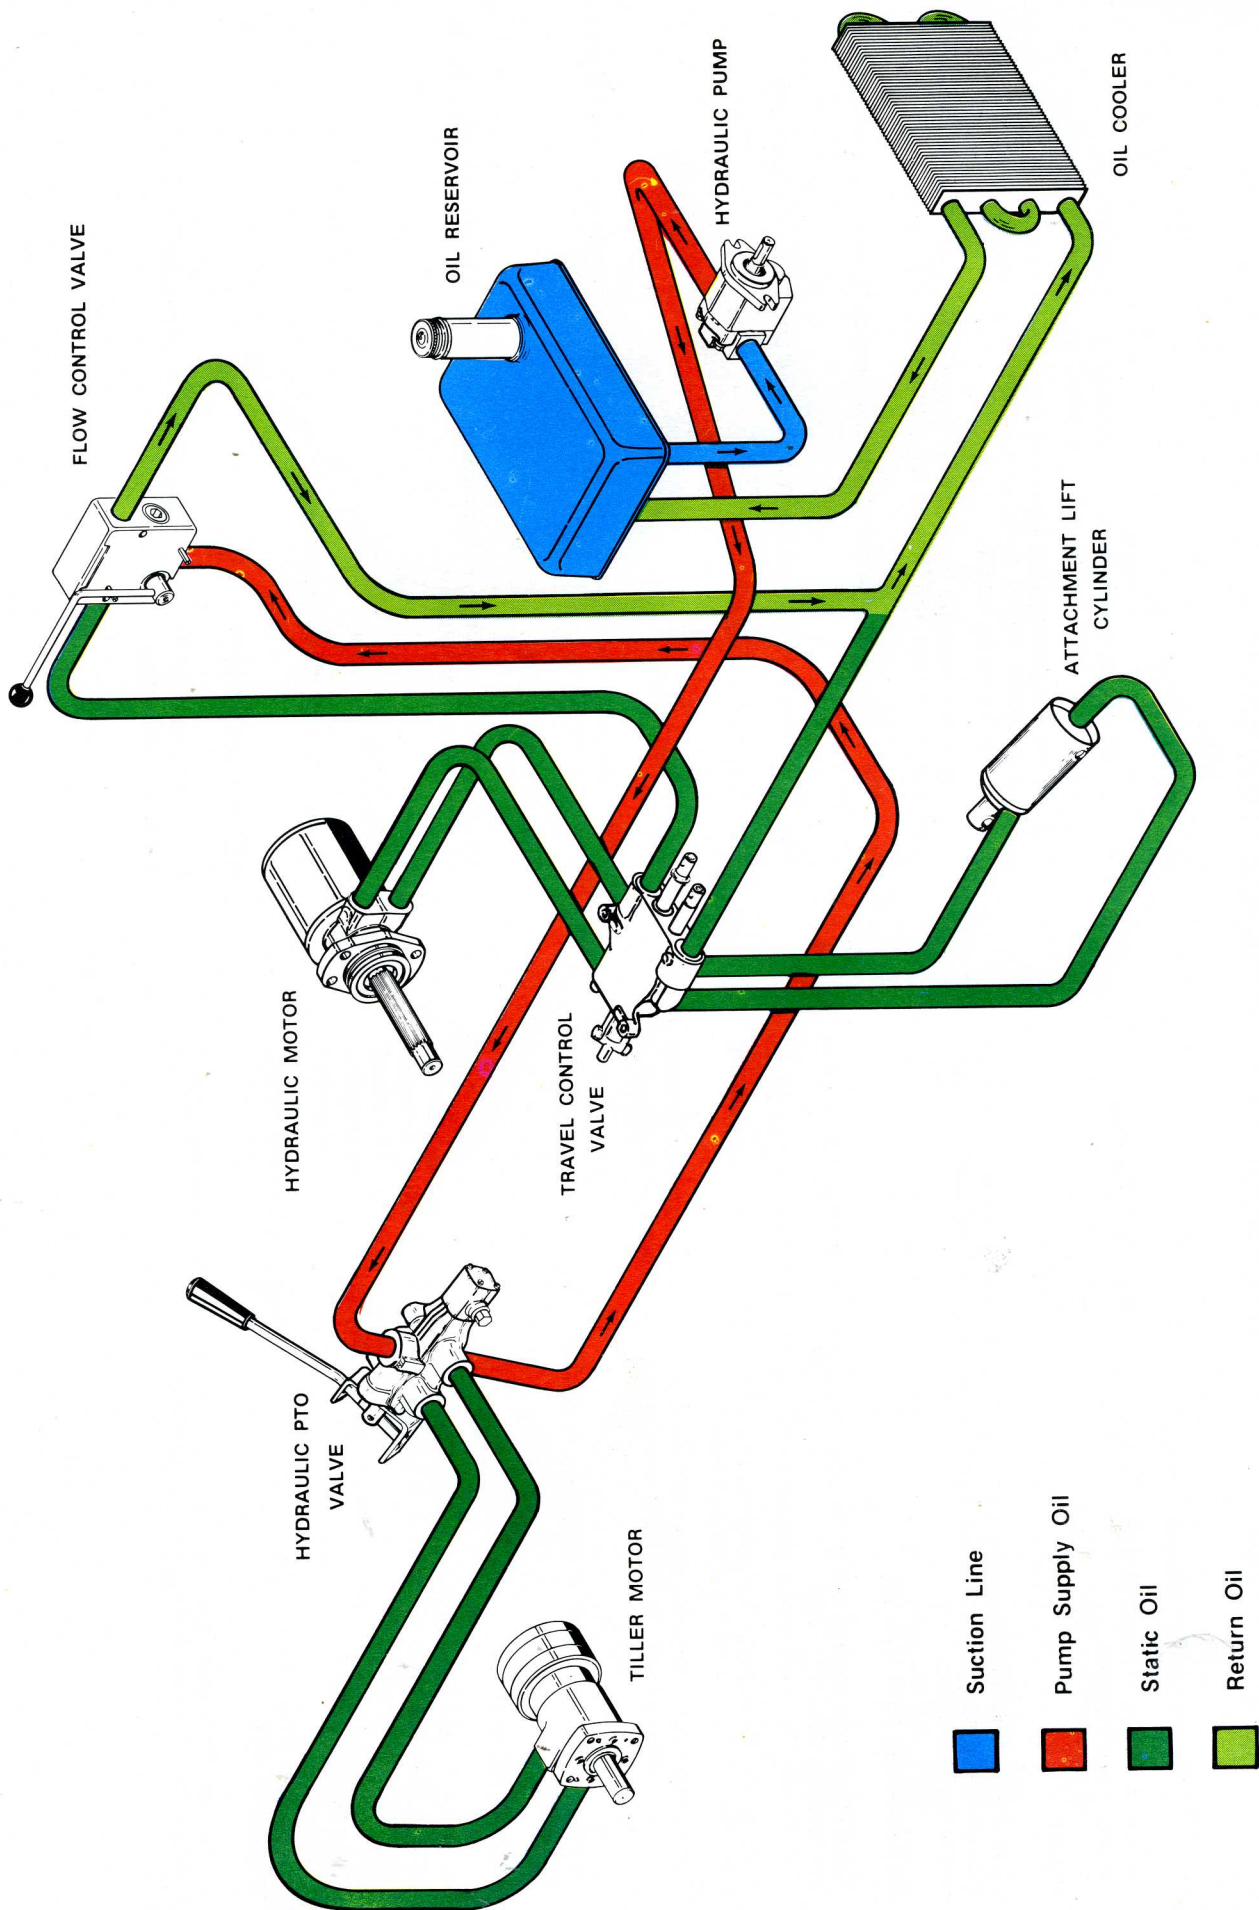 FLOW CONTROL VALVE
OIL RESERVOIR
HYDRAULIC PUMP
OIL COOLER
HYDRAULIC MOTOR
TRAVEL CONTROL
VALVE
ATTACHMENT LIFT
CYLINDER
HYDRAULIC PTO
VALVE
TILLER MOTOR
Suction Line
Pump Supply Oil
Static Oil
Return Oil